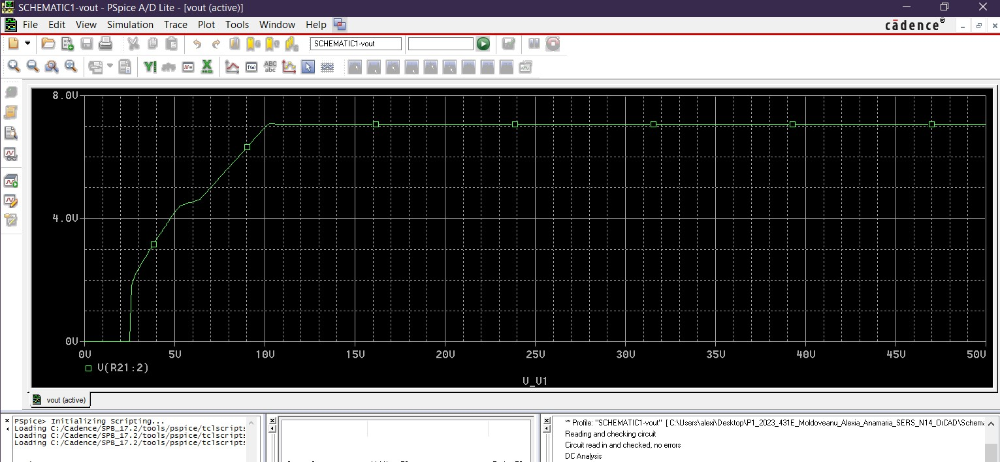 SCHEMATIC1-vout - PSpice A/D Lite - [vout (active)]
File Edit View Simulation Trace Plot Tools Window Help
cādence®
SCHEMATIC1-vout
ABC
abc
8.0V
4.0V
0V
0V 5V 10V 15V 20V 25V 30V 35V 40V 45V 50V
V(R21:2)
V_V1
vout (active)
PSpice> Initializing Scripting...
Loading C:/Cadence/SPB_17.2/tools/pspice/tclscripts
Loading C:/Cadence/SPB_17.2/tools/pspice/tclscripts
Loading C:/Cadence/SPB_17.2/tools/pspice/tclscripts
** Profile: "SCHEMATIC1-vout" [ C:\Users\alexi\Desktop\P1_2023_431E_Moldoveanu_Alexia_Anamaria_SERS_N14_OrCAD\Schema
Reading and checking circuit
Circuit read in and checked, no errors
DC Analysis